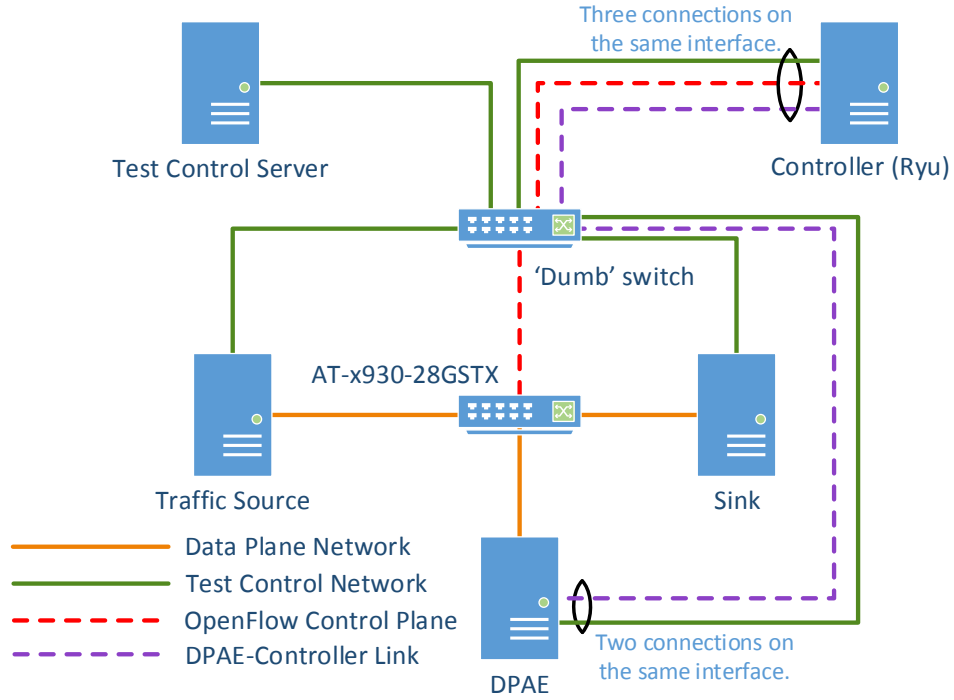 Three connections on
the same interface.
Test Control Server
Controller (Ryu)
‘Dumb’ switch
AT-x930-28GSTX
Traffic Source
Sink
Data Plane Network
Test Control Network
OpenFlow Control Plane
DPAE-Controller Link
Two connections on
the same interface.
DPAE